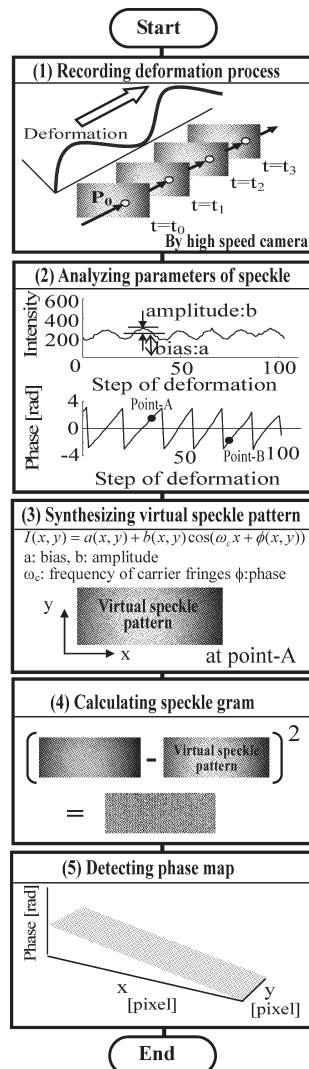 Start
(1) Recording deformation process
Deformation
P₀
t=t₀
t=t₁
t=t₂
t=t₃
By high speed camera
(2) Analyzing parameters of speckle
Intensity
600
400
200
0
amplitude:b
bias:a
50
100
Step of deformation
Phase [rad]
4
0
-4
Point-A
Point-B
50
100
Step of deformation
(3) Synthesizing virtual speckle pattern
I(x, y) = a(x, y) + b(x, y) cos(ω_c x + ϕ(x, y))
a: bias, b: amplitude
ω_c: frequency of carrier fringes ϕ:phase
y
Virtual speckle
pattern
x
at point-A
(4) Calculating speckle gram
( - Virtual speckle
pattern )²
=
(5) Detecting phase map
Phase [rad]
x
[pixel]
y
[pixel]
End